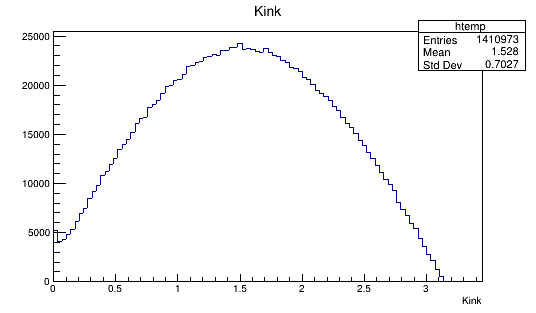 Kink
htemp
Entries 1410973
Mean 1.528
Std Dev 0.7027
25000
20000
15000
10000
5000
0
0 0.5 1 1.5 2 2.5 3
Kink